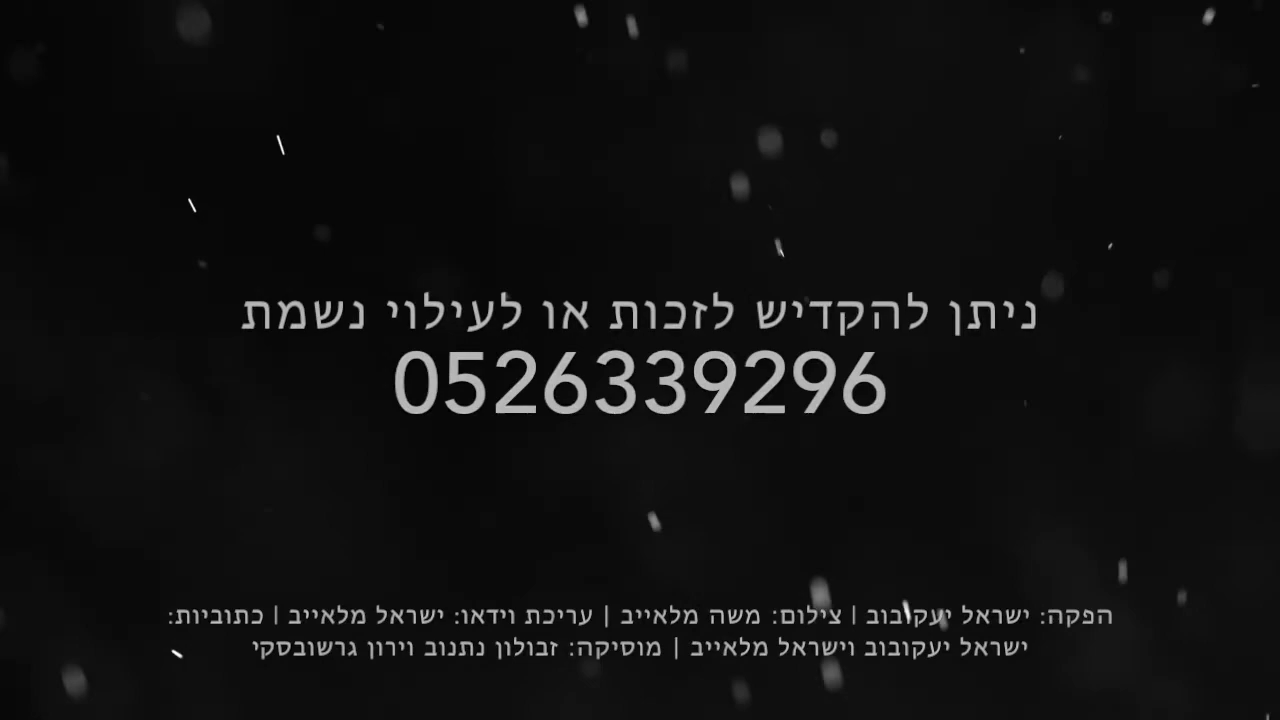 ניתן להקדיש לזכות או לעילוי נשמת
0526339296
הפקה: ישראל יעקובוב | צילום: משה מלאייב | עריכת וידאו: ישראל מלאייב | כתוביות:
ישראל יעקובוב וישראל מלאייב | מוסיקה: זבולון נתנוב וירון גרשובסקי